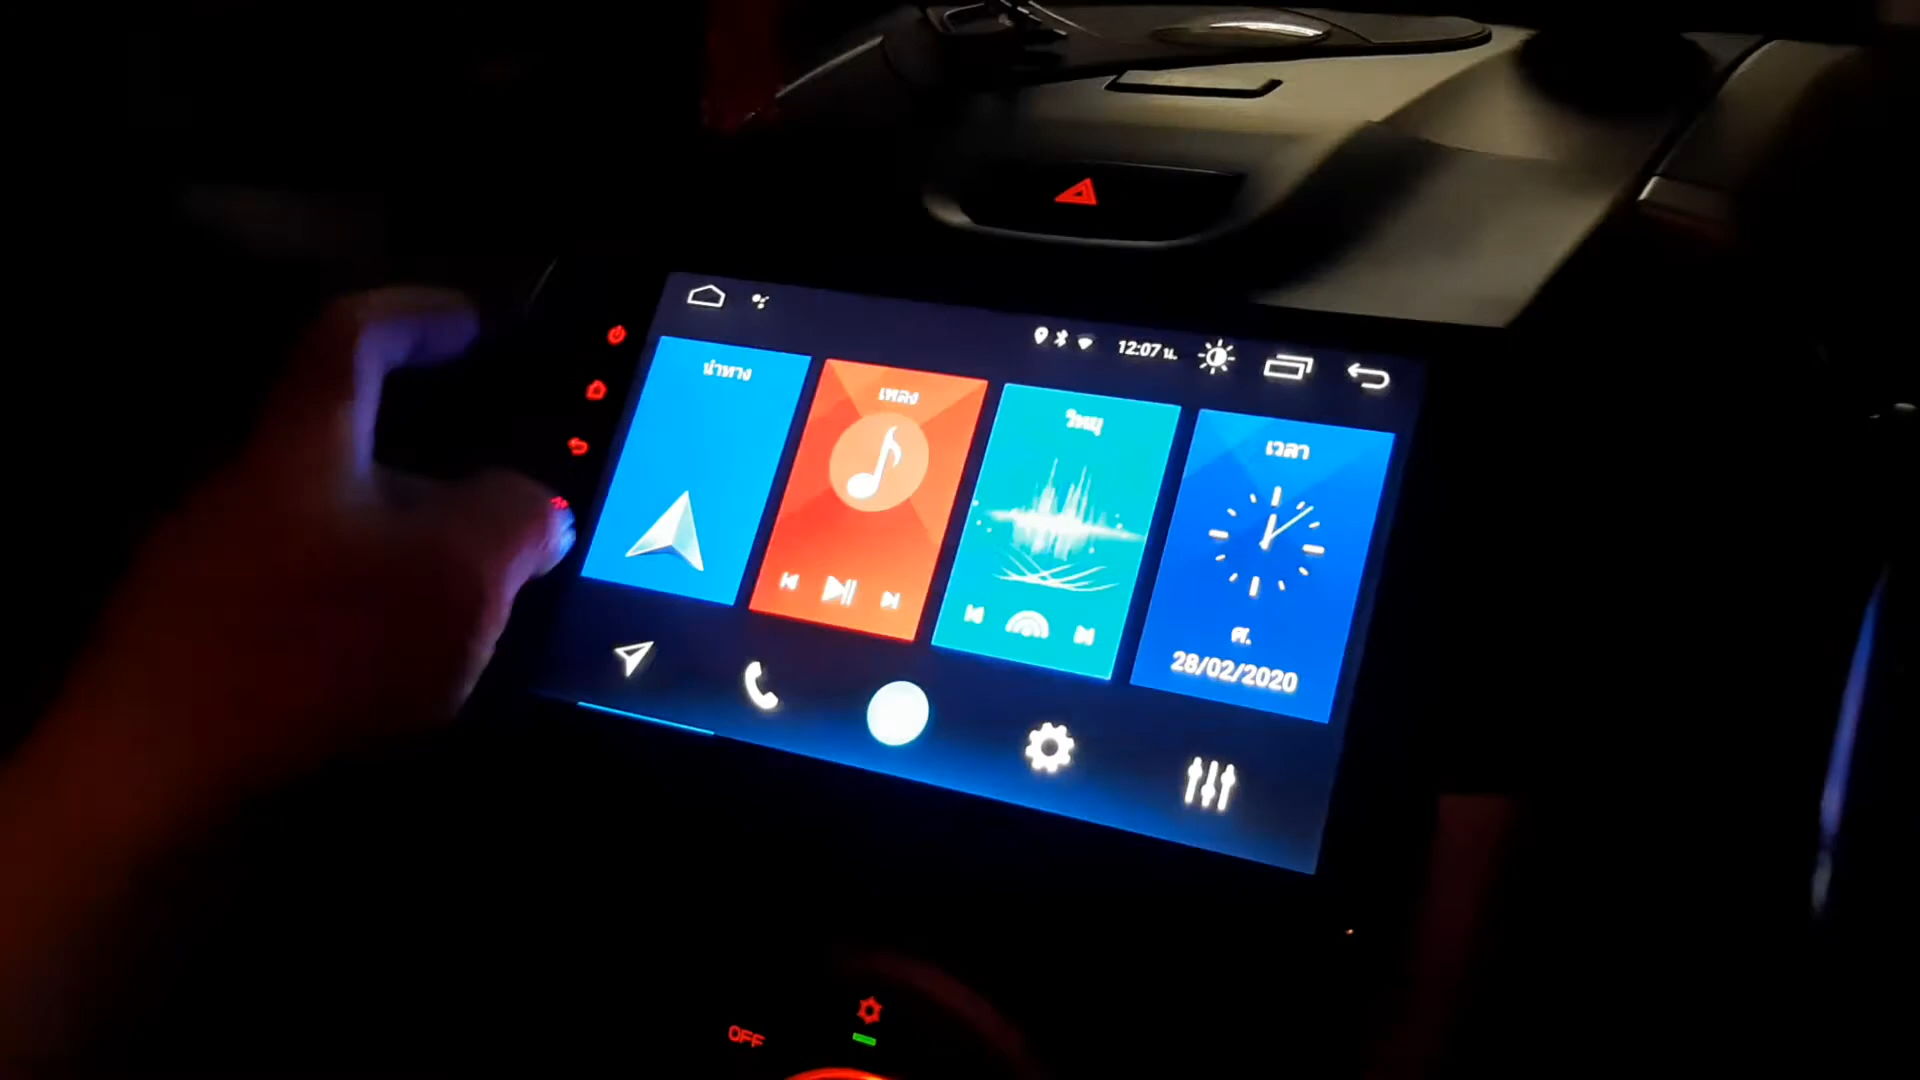 12:07 น.
นำทาง
เพลง
วิทยุ
เวลา
ศ.
28/02/2020
OFF